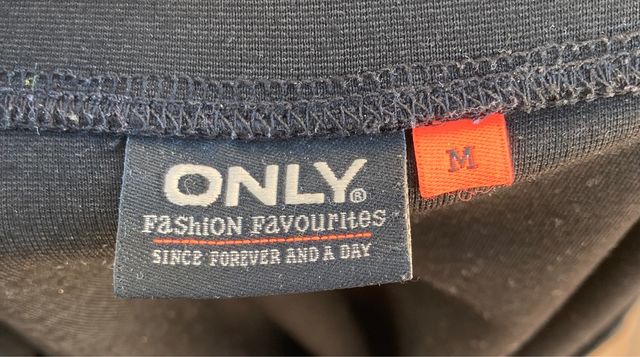 ONLY®
FaSHiON FaVOURiteS
SINCE FOREVER AND A DAY
M